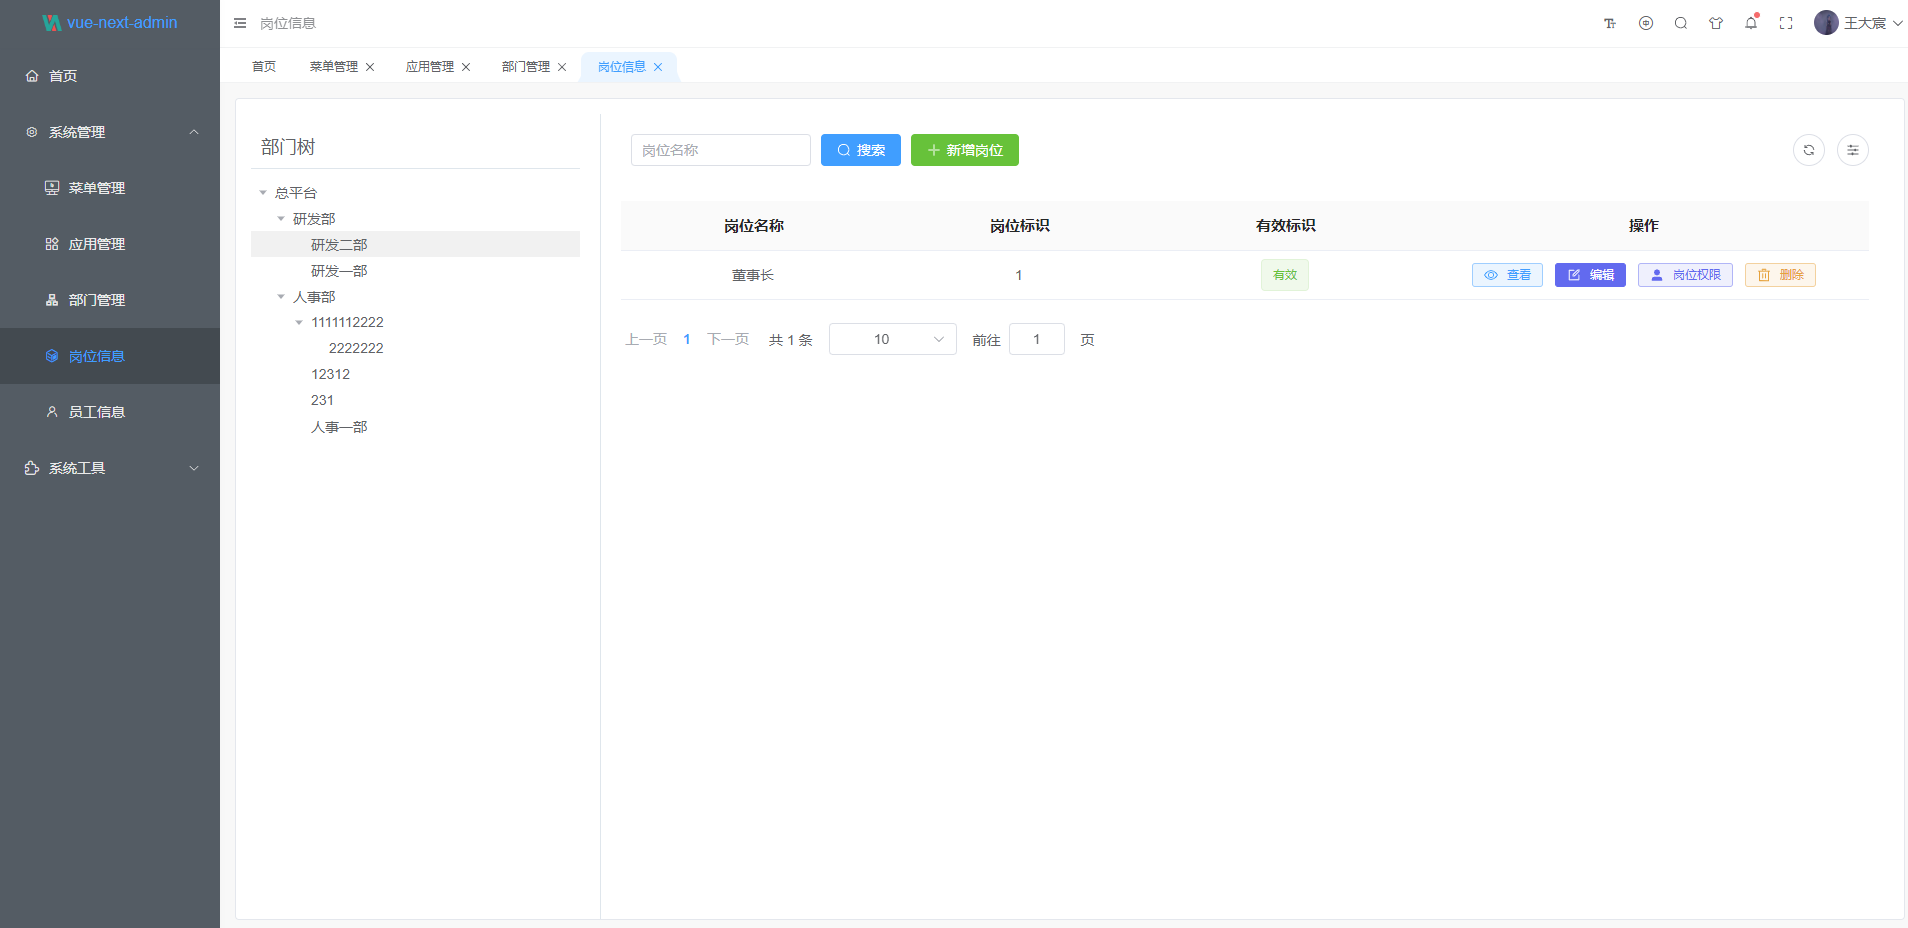 vue-next-admin
首页
系统管理
菜单管理
应用管理
部门管理
岗位信息
员工信息
系统工具
岗位信息
王大宸
首页 菜单管理 应用管理 部门管理 岗位信息
部门树
总平台
研发部
研发二部
研发一部
人事部
1111112222
2222222
12312
231
人事一部
岗位名称 搜索 新增岗位
岗位名称 岗位标识 有效标识 操作
董事长 1 有效 查看 编辑 岗位权限 删除
上一页 1 下一页 共 1 条 10 前往 1 页